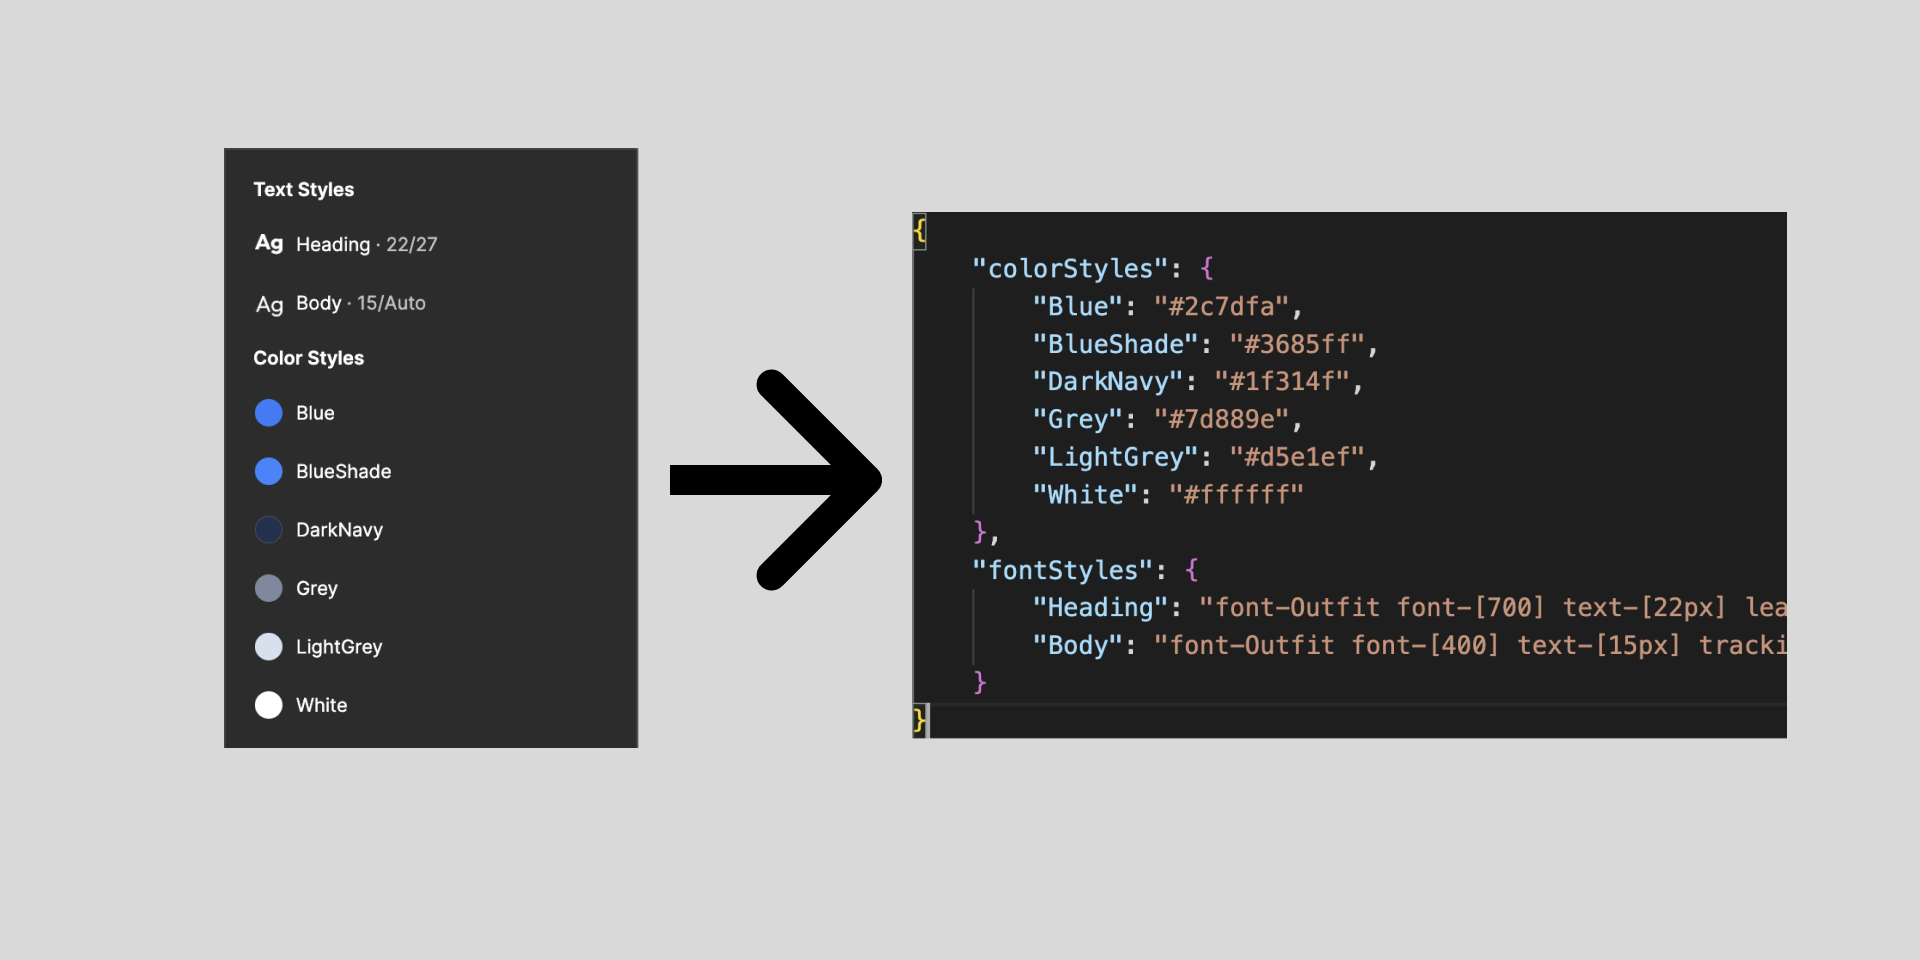 Text Styles
Ag Heading · 22/27
Ag Body · 15/Auto
Color Styles
Blue
BlueShade
DarkNavy
Grey
LightGrey
White
{
"colorStyles": {
"Blue": "#2c7dfa",
"BlueShade": "#3685ff",
"DarkNavy": "#1f314f",
"Grey": "#7d889e",
"LightGrey": "#d5e1ef",
"White": "#ffffff"
},
"fontStyles": {
"Heading": "font-Outfit font-[700] text-[22px] lea
"Body": "font-Outfit font-[400] text-[15px] tracki
}
}